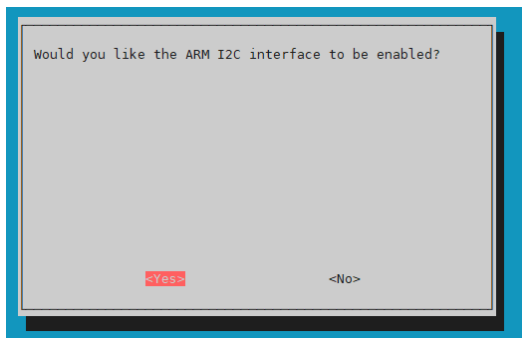 Would you like the ARM I2C interface to be enabled?
<Yes> <No>